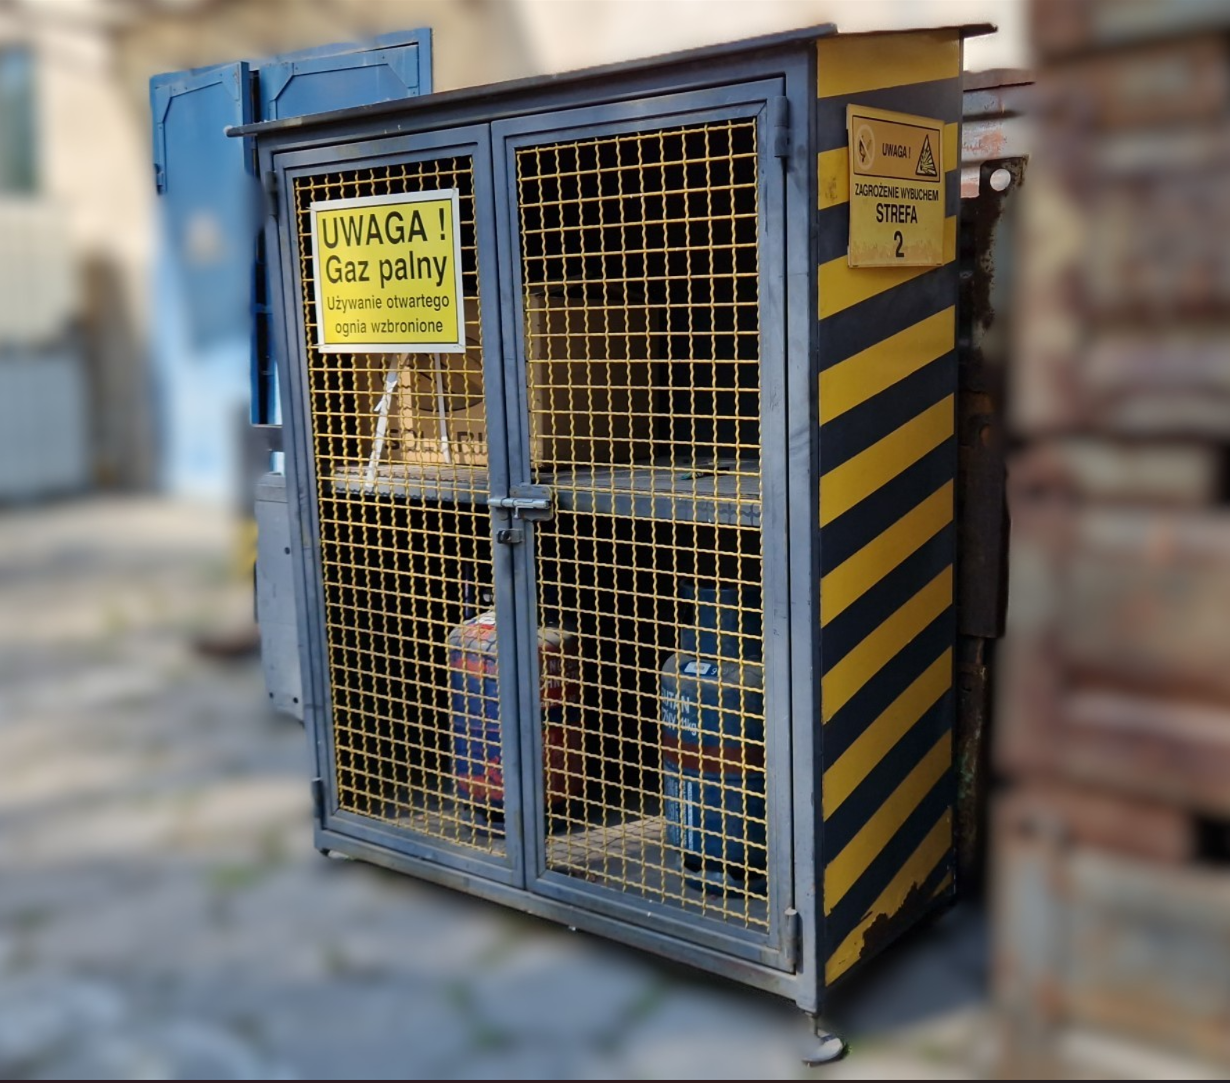 UWAGA !
Gaz palny
Używanie otwartego
ognia wzbronione
UWAGA !
ZAGROŻENIE WYBUCHEM
STREFA
2